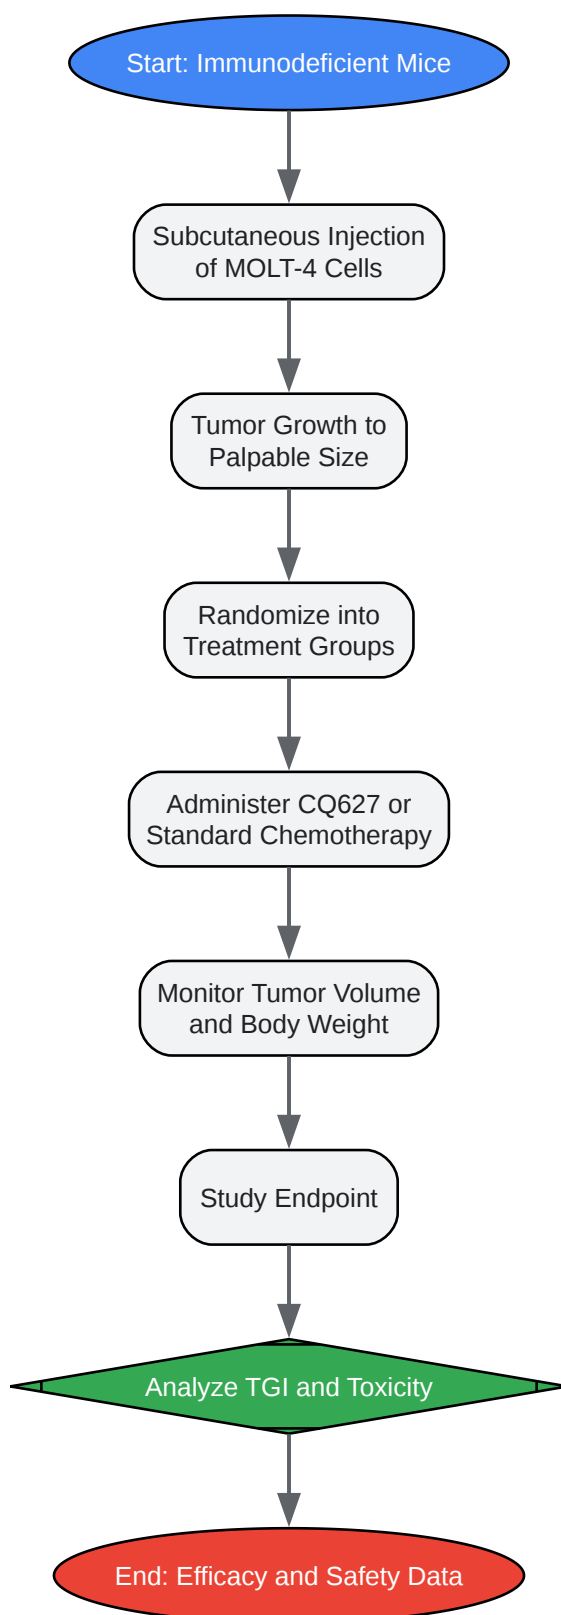 Start: Immunodeficient Mice
Subcutaneous Injection
of MOLT-4 Cells
Tumor Growth to
Palpable Size
Randomize into
Treatment Groups
Administer CQ627 or
Standard Chemotherapy
Monitor Tumor Volume
and Body Weight
Study Endpoint
Analyze TGI and Toxicity
End: Efficacy and Safety Data